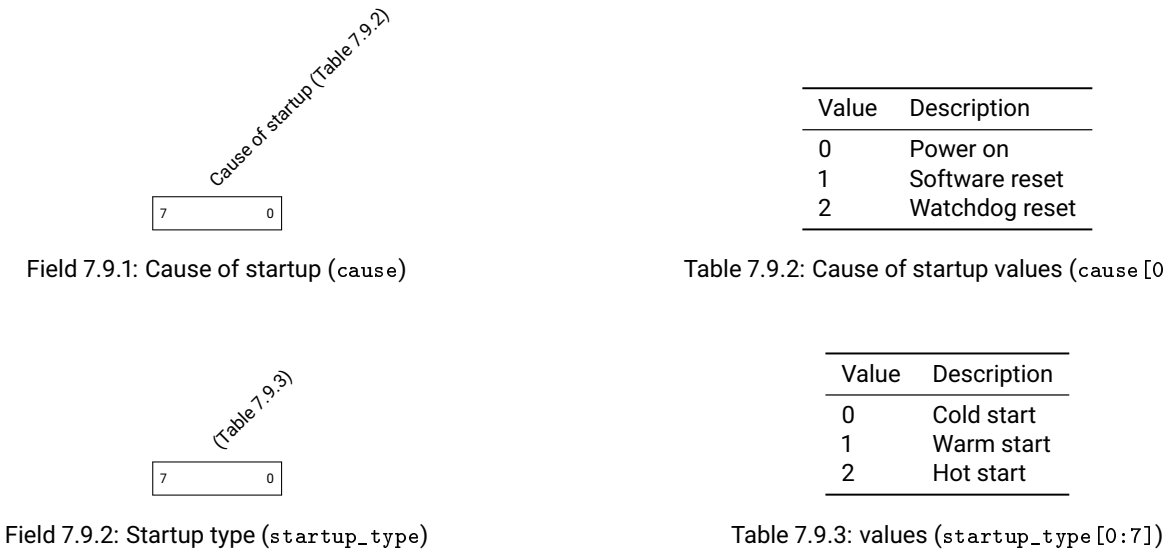 Cause of startup (Table 7.9.2)
7 0
Field 7.9.1: Cause of startup (cause)
Value Description
0 Power on
1 Software reset
2 Watchdog reset
Table 7.9.2: Cause of startup values (cause[0
(Table 7.9.3)
7 0
Field 7.9.2: Startup type (startup_type)
Value Description
0 Cold start
1 Warm start
2 Hot start
Table 7.9.3: values (startup_type[0:7])